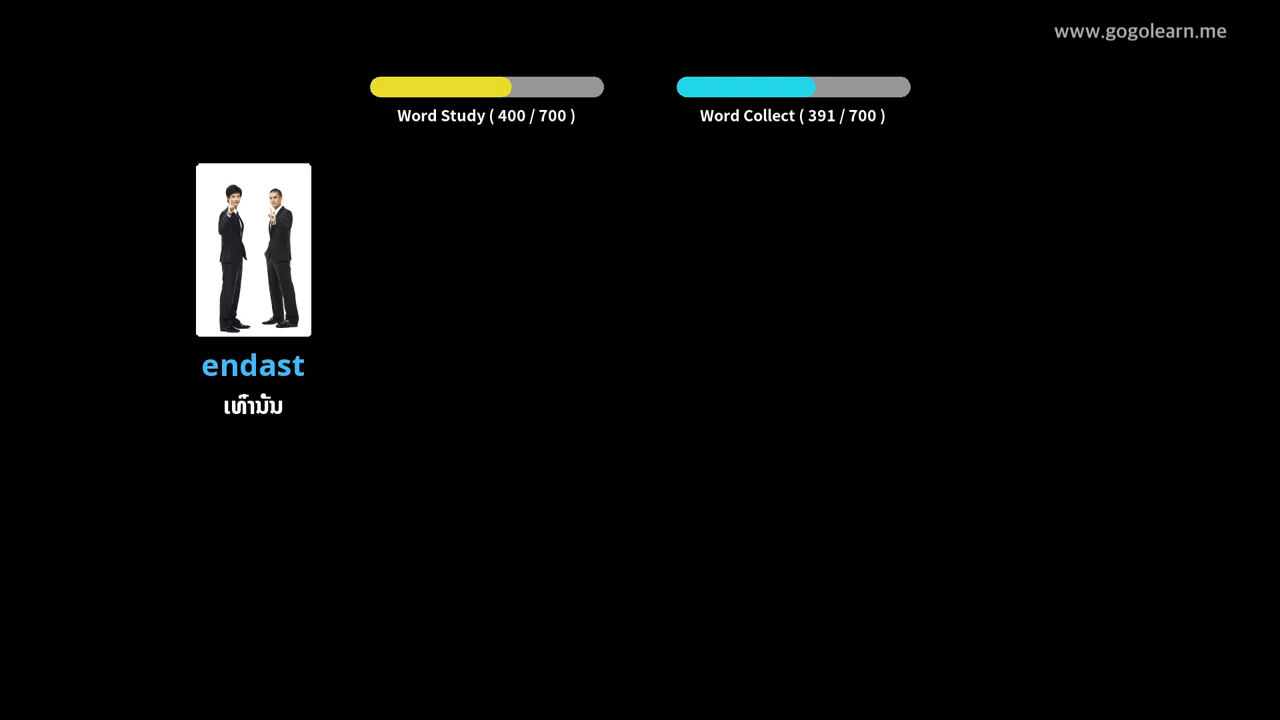 www.gogolearn.me
Word Study ( 400 / 700 )
Word Collect ( 391 / 700 )
endast
ເທົ່ານັ້ນ